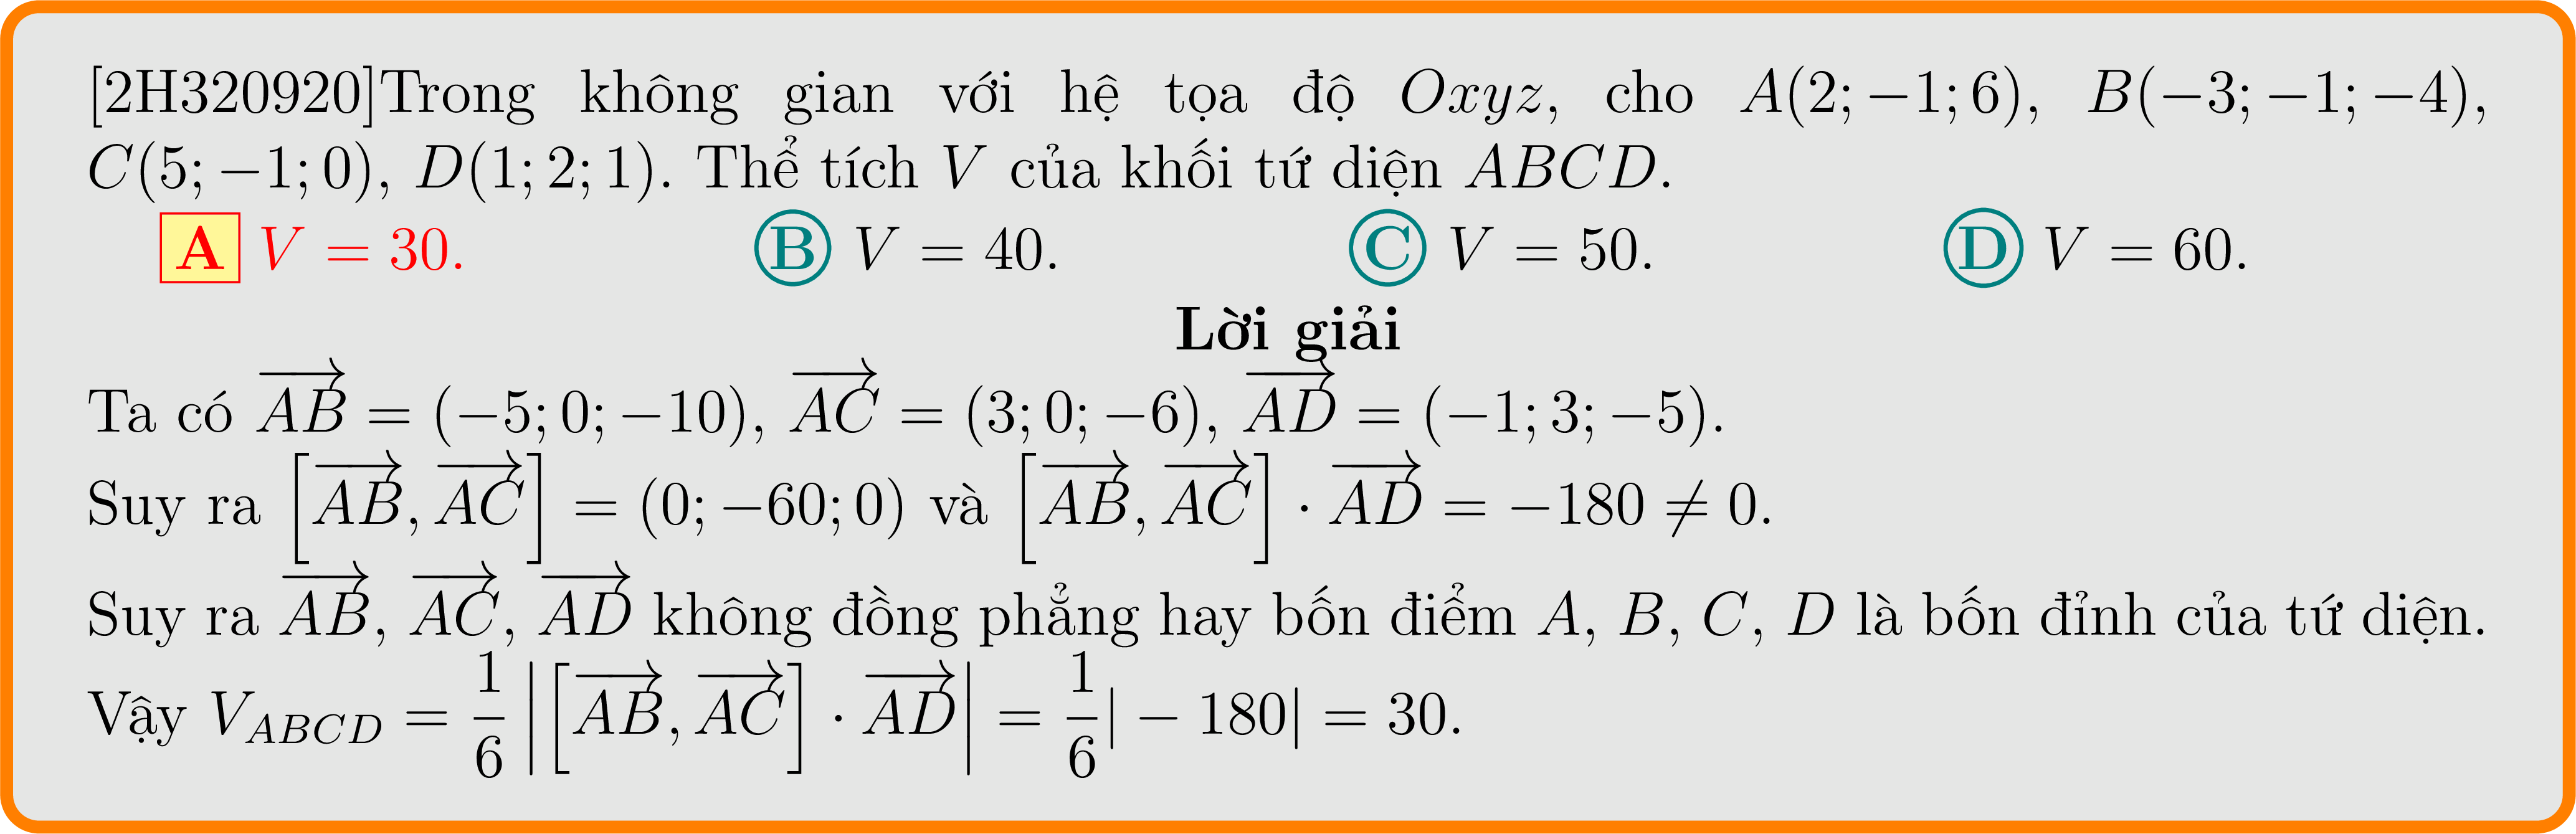 [2H320920]Trong không gian với hệ tọa độ Oxyz, cho A(2; −1; 6), B(−3; −1; −4),
C(5; −1; 0), D(1; 2; 1). Thể tích V của khối tứ diện ABCD.
A V = 30. B V = 40. C V = 50. D V = 60.
Lời giải
Ta có $\overrightarrow{AB}$ = (−5; 0; −10), $\overrightarrow{AC}$ = (3; 0; −6), $\overrightarrow{AD}$ = (−1; 3; −5).
Suy ra $\left[\overrightarrow{AB}, \overrightarrow{AC}\right]$ = (0; −60; 0) và $\left[\overrightarrow{AB}, \overrightarrow{AC}\right] \cdot \overrightarrow{AD}$ = −180 ≠ 0.
Suy ra $\overrightarrow{AB}$, $\overrightarrow{AC}$, $\overrightarrow{AD}$ không đồng phẳng hay bốn điểm A, B, C, D là bốn đỉnh của tứ diện.
Vậy $V_{ABCD} = \frac{1}{6} \left|\left[\overrightarrow{AB}, \overrightarrow{AC}\right] \cdot \overrightarrow{AD}\right| = \frac{1}{6}|-180| = 30$.